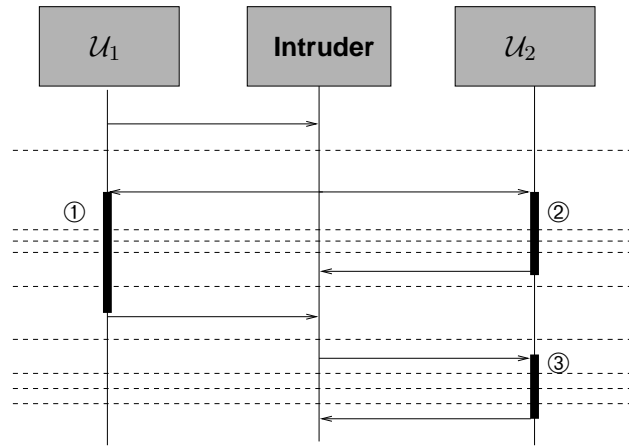 𝒰₁
Intruder
𝒰₂
①
②
③